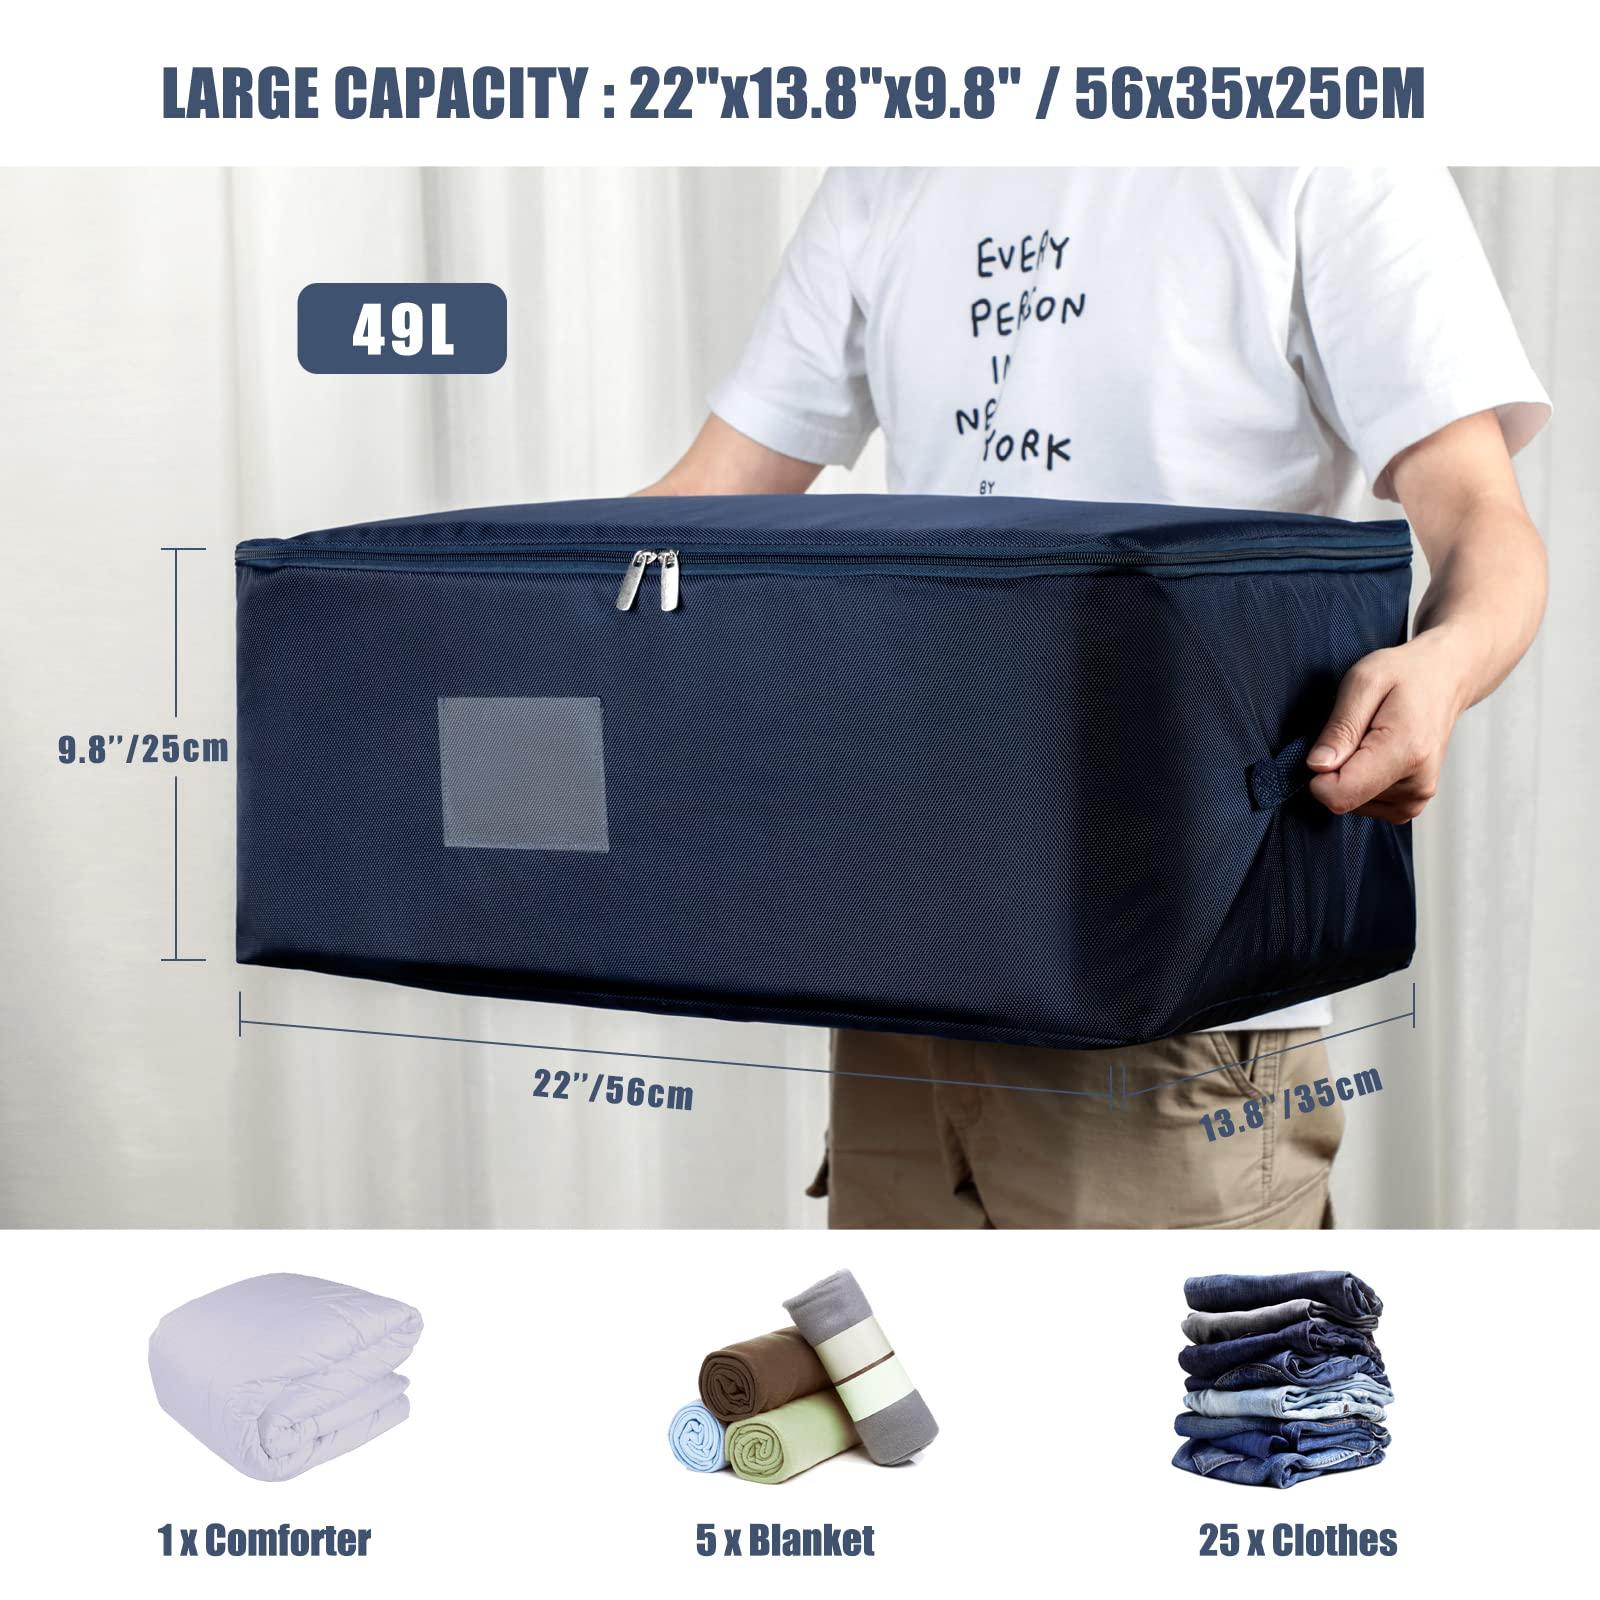 LARGE CAPACITY : 22"x13.8"x9.8" / 56x35x25CM
49L
EVERY
PERSON
IN
NEW
YORK
BY
9.8’’/25cm
22’’/56cm
13.8’’/35cm
1 x Comforter
5 x Blanket
25 x Clothes